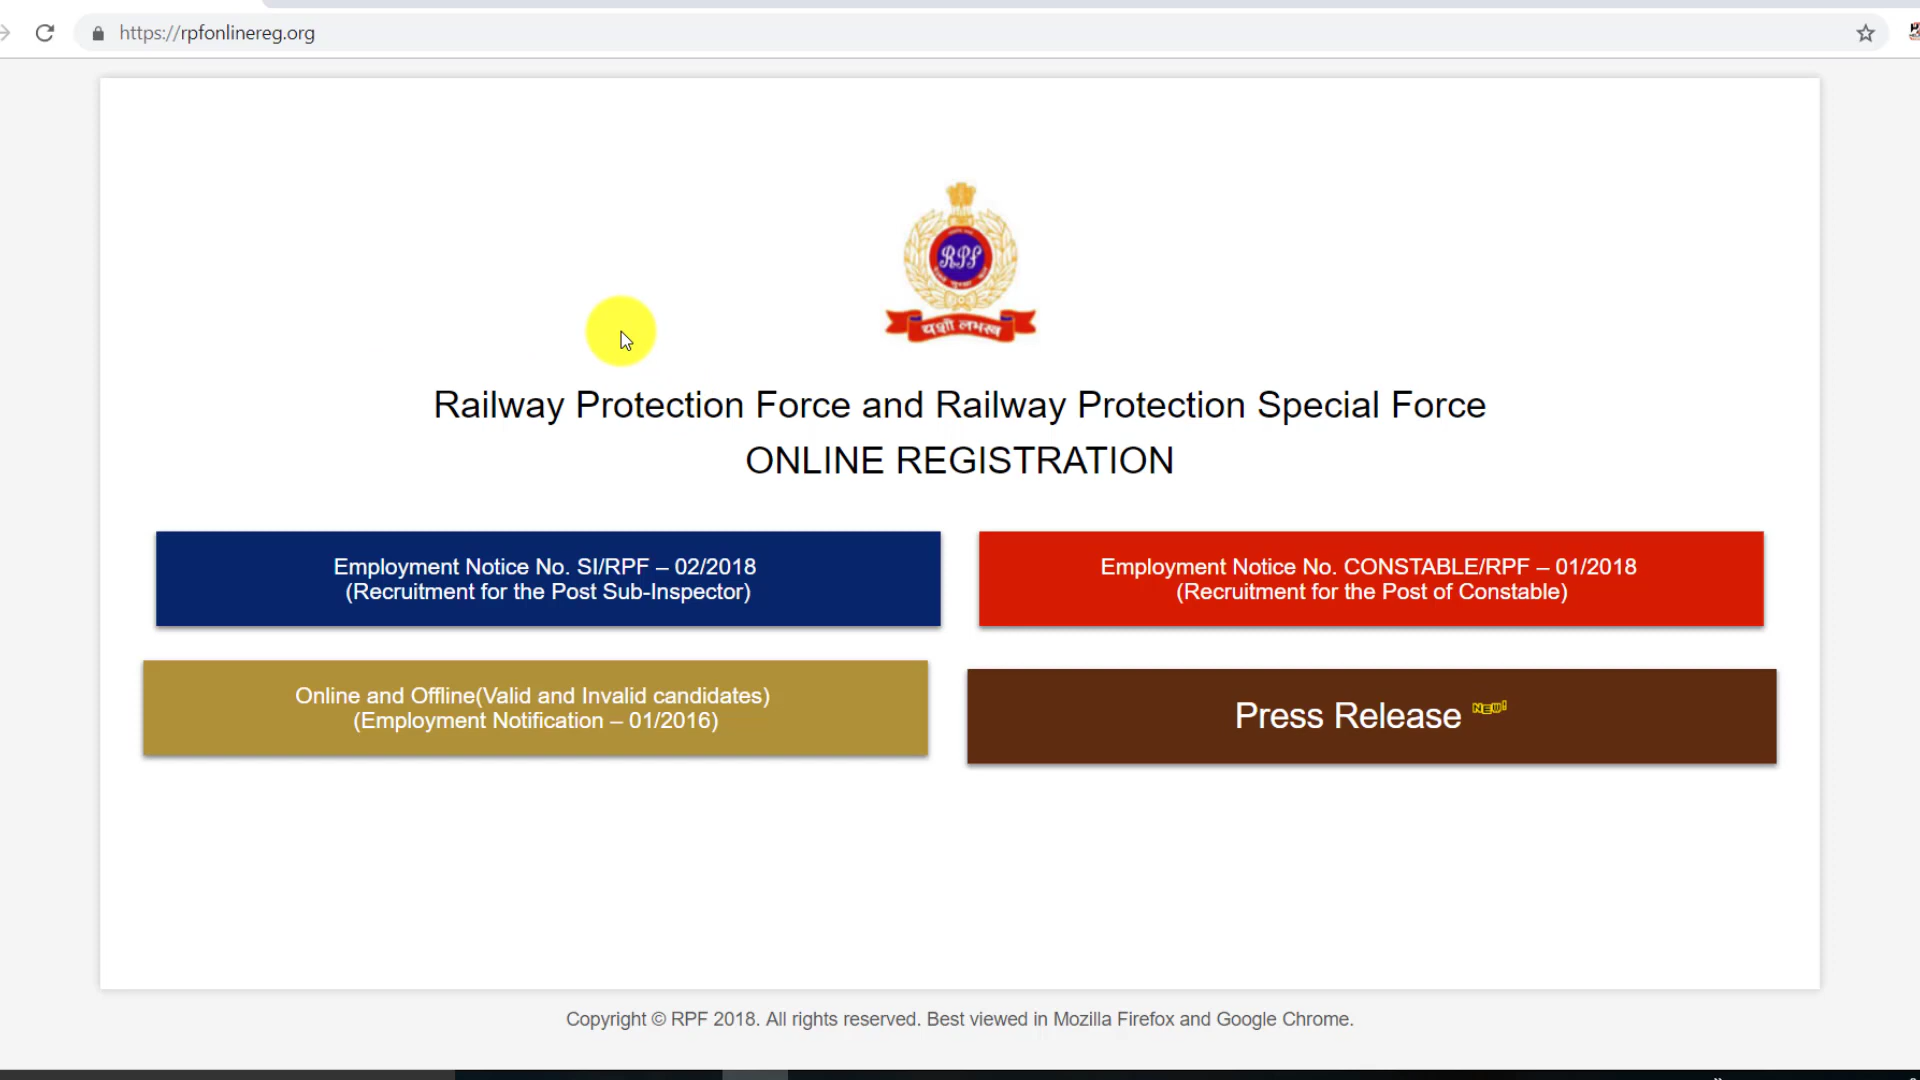 https://rpfonlinereg.org
RPF
यशो लभस्व
Railway Protection Force and Railway Protection Special Force
ONLINE REGISTRATION
Employment Notice No. SI/RPF – 02/2018
(Recruitment for the Post Sub-Inspector)
Employment Notice No. CONSTABLE/RPF – 01/2018
(Recruitment for the Post of Constable)
Online and Offline(Valid and Invalid candidates)
(Employment Notification – 01/2016)
Press Release NEW!
Copyright © RPF 2018. All rights reserved. Best viewed in Mozilla Firefox and Google Chrome.